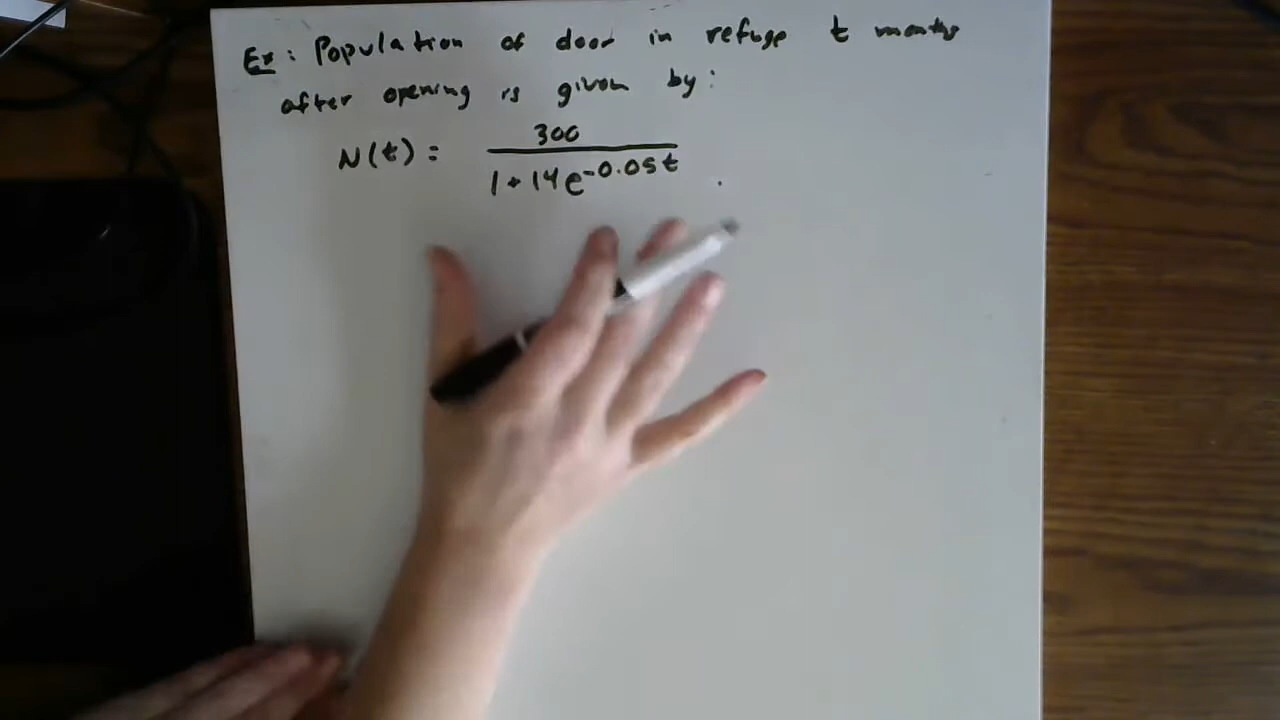 Ex: Population of deer in refuge t months
after opening is given by:
N(t) = 300 / (1 + 14e^(-0.05t))